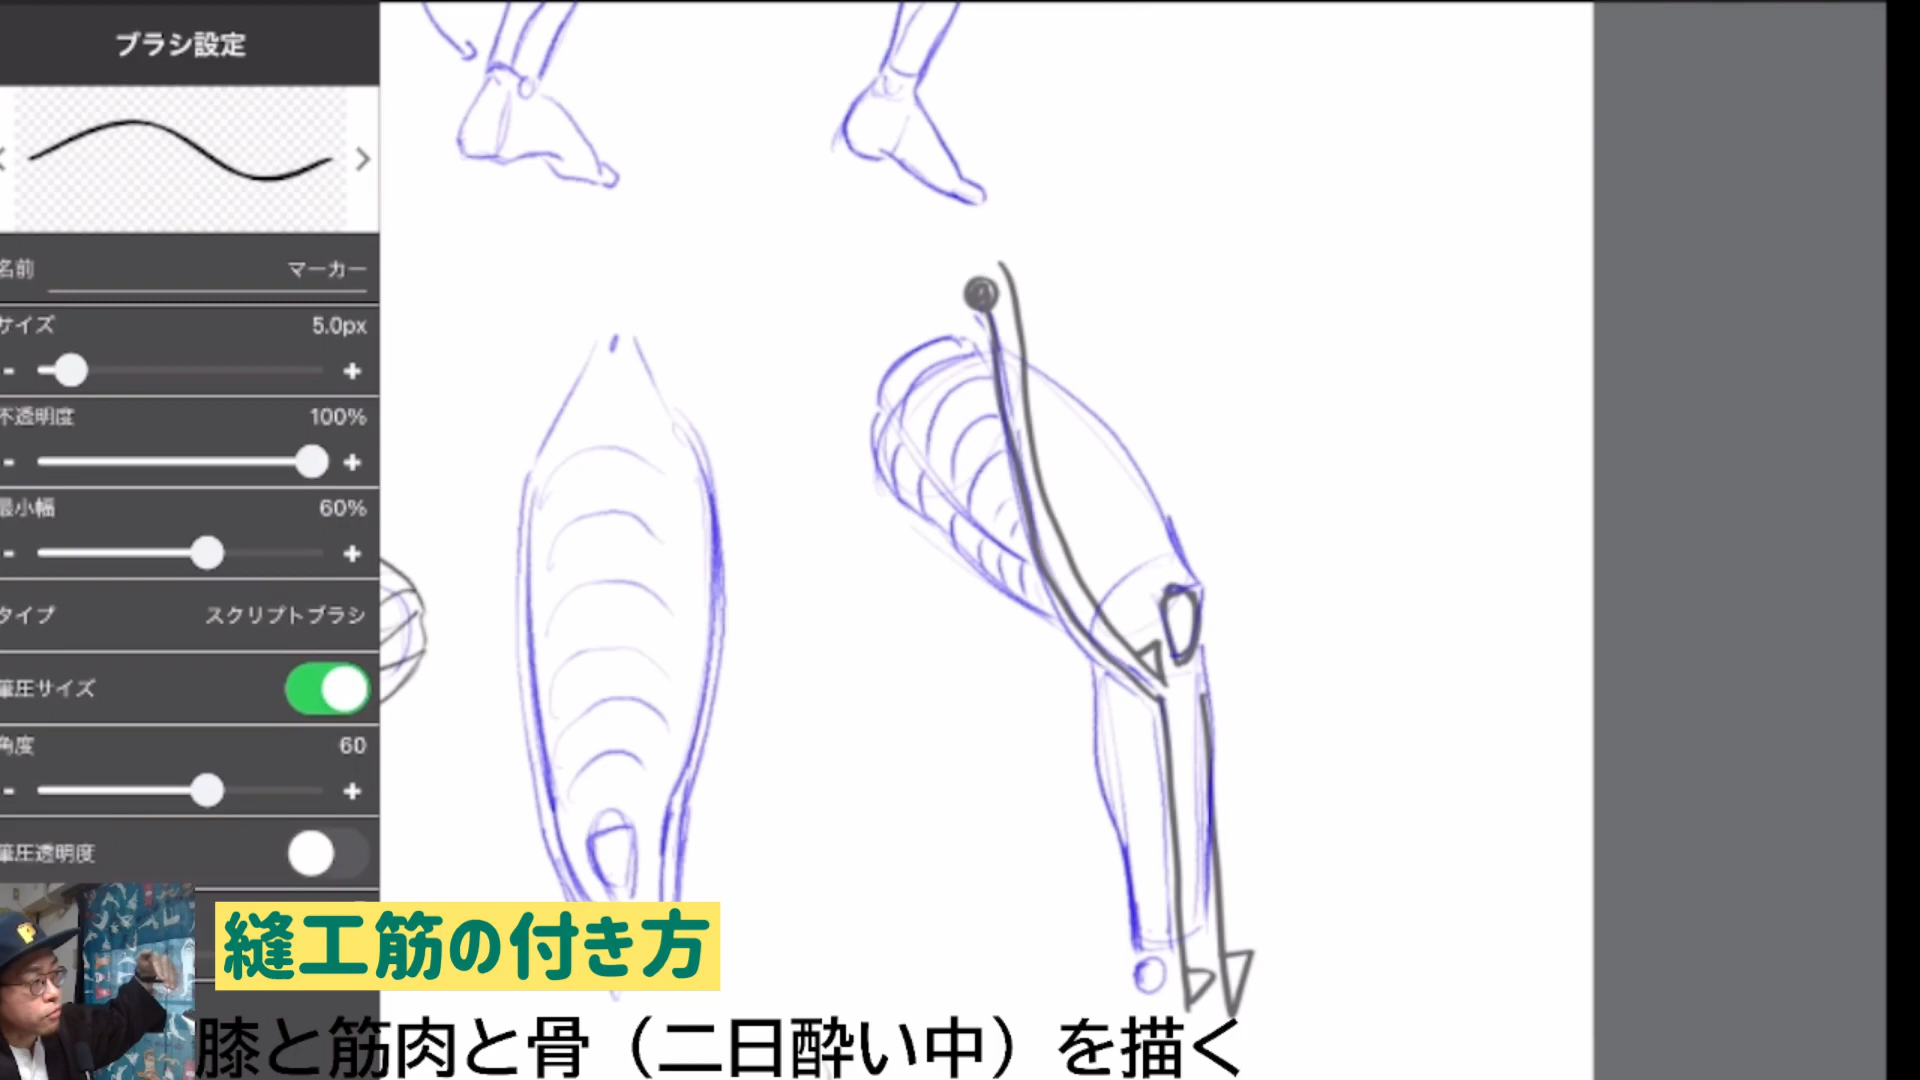 ブラシ設定
名前 マーカー
サイズ 5.0px
- +
不透明度 100%
- +
最小幅 60%
- +
タイプ スクリプトブラシ
筆圧サイズ
角度 60
- +
筆圧透明度
縫工筋の付き方
膝と筋肉と骨（二日酔い中）を描く